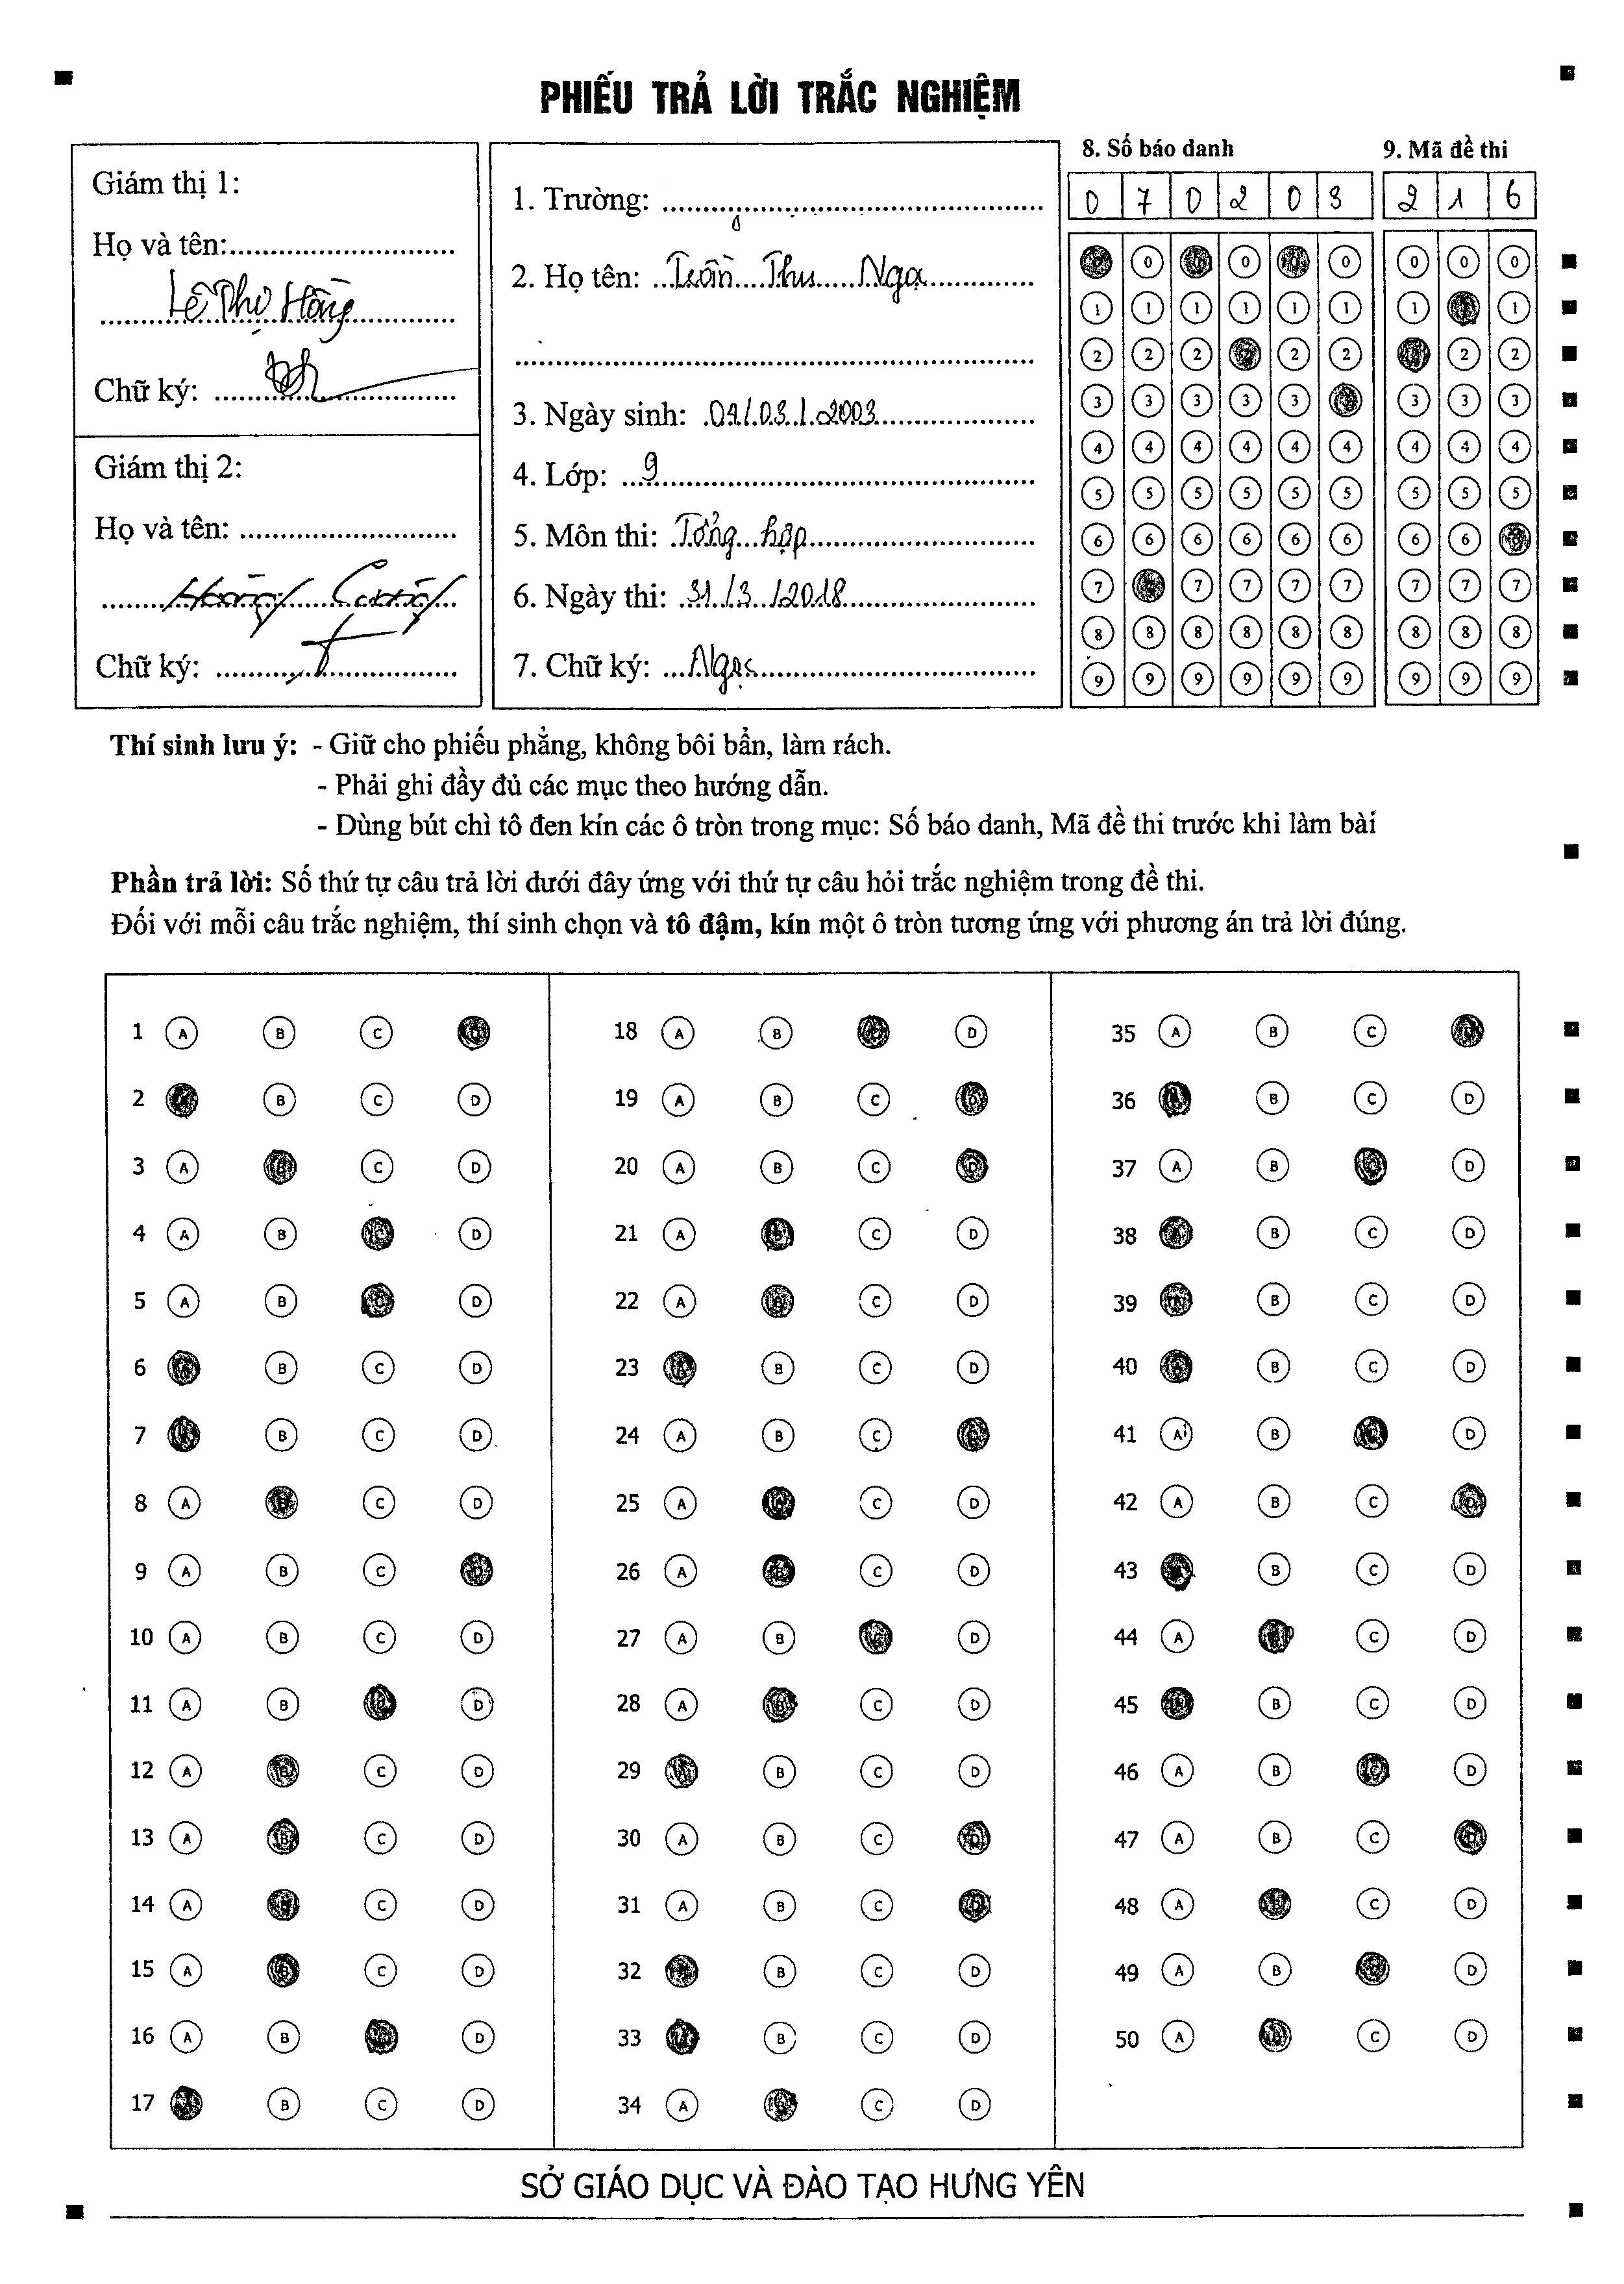 PHIẾU TRẢ LỜI TRẮC NGHIỆM
Giám thị 1:
Họ và tên:
Lê Thị Hồng
Chữ ký:
Giám thị 2:
Họ và tên:
Hoàng
Chữ ký:
1. Trường:
2. Họ tên: Trần Thu Ngọc
3. Ngày sinh: 04/03/2003
4. Lớp: 9
5. Môn thi: Tổng hợp
6. Ngày thi: 31/3/2018
7. Chữ ký: Ngọc
8. Số báo danh
0 7 0 2 0 3
0 0 0
1 1 1 1 1 1
2 2 2 2 2
3 3 3 3 3
4 4 4 4 4 4
5 5 5 5 5 5
6 6 6 6 6 6
7 7 7 7 7
8 8 8 8 8 8
9 9 9 9 9 9
9. Mã đề thi
2 1 6
0 0 0
1 1
2 2
3 3 3
4 4 4
5 5 5
6 6
7 7 7
8 8 8
9 9 9
Thí sinh lưu ý: - Giữ cho phiếu phẳng, không bôi bẩn, làm rách.
- Phải ghi đầy đủ các mục theo hướng dẫn.
- Dùng bút chì tô đen kín các ô tròn trong mục: Số báo danh, Mã đề thi trước khi làm bài
Phần trả lời: Số thứ tự câu trả lời dưới đây ứng với thứ tự câu hỏi trắc nghiệm trong đề thi.
Đối với mỗi câu trắc nghiệm, thí sinh chọn và tô đậm, kín một ô tròn tương ứng với phương án trả lời đúng.
1 A B C D
2 A B C D
3 A B C D
4 A B C D
5 A B C D
6 A B C D
7 A B C D
8 A B C D
9 A B C D
10 A B C D
11 A B C D
12 A B C D
13 A B C D
14 A B C D
15 A B C D
16 A B C D
17 A B C D
18 A B C D
19 A B C D
20 A B C D
21 A B C D
22 A B C D
23 A B C D
24 A B C D
25 A B C D
26 A B C D
27 A B C D
28 A B C D
29 A B C D
30 A B C D
31 A B C D
32 A B C D
33 A B C D
34 A B C D
35 A B C D
36 A B C D
37 A B C D
38 A B C D
39 A B C D
40 A B C D
41 A B C D
42 A B C D
43 A B C D
44 A B C D
45 A B C D
46 A B C D
47 A B C D
48 A B C D
49 A B C D
50 A B C D
SỞ GIÁO DỤC VÀ ĐÀO TẠO HƯNG YÊN